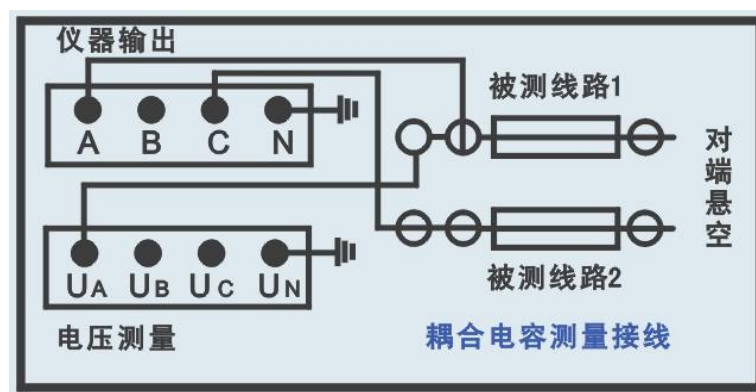 仪器输出
A B C N
被测线路1
对端悬空
UA UB UC UN
被测线路2
电压测量
耦合电容测量接线